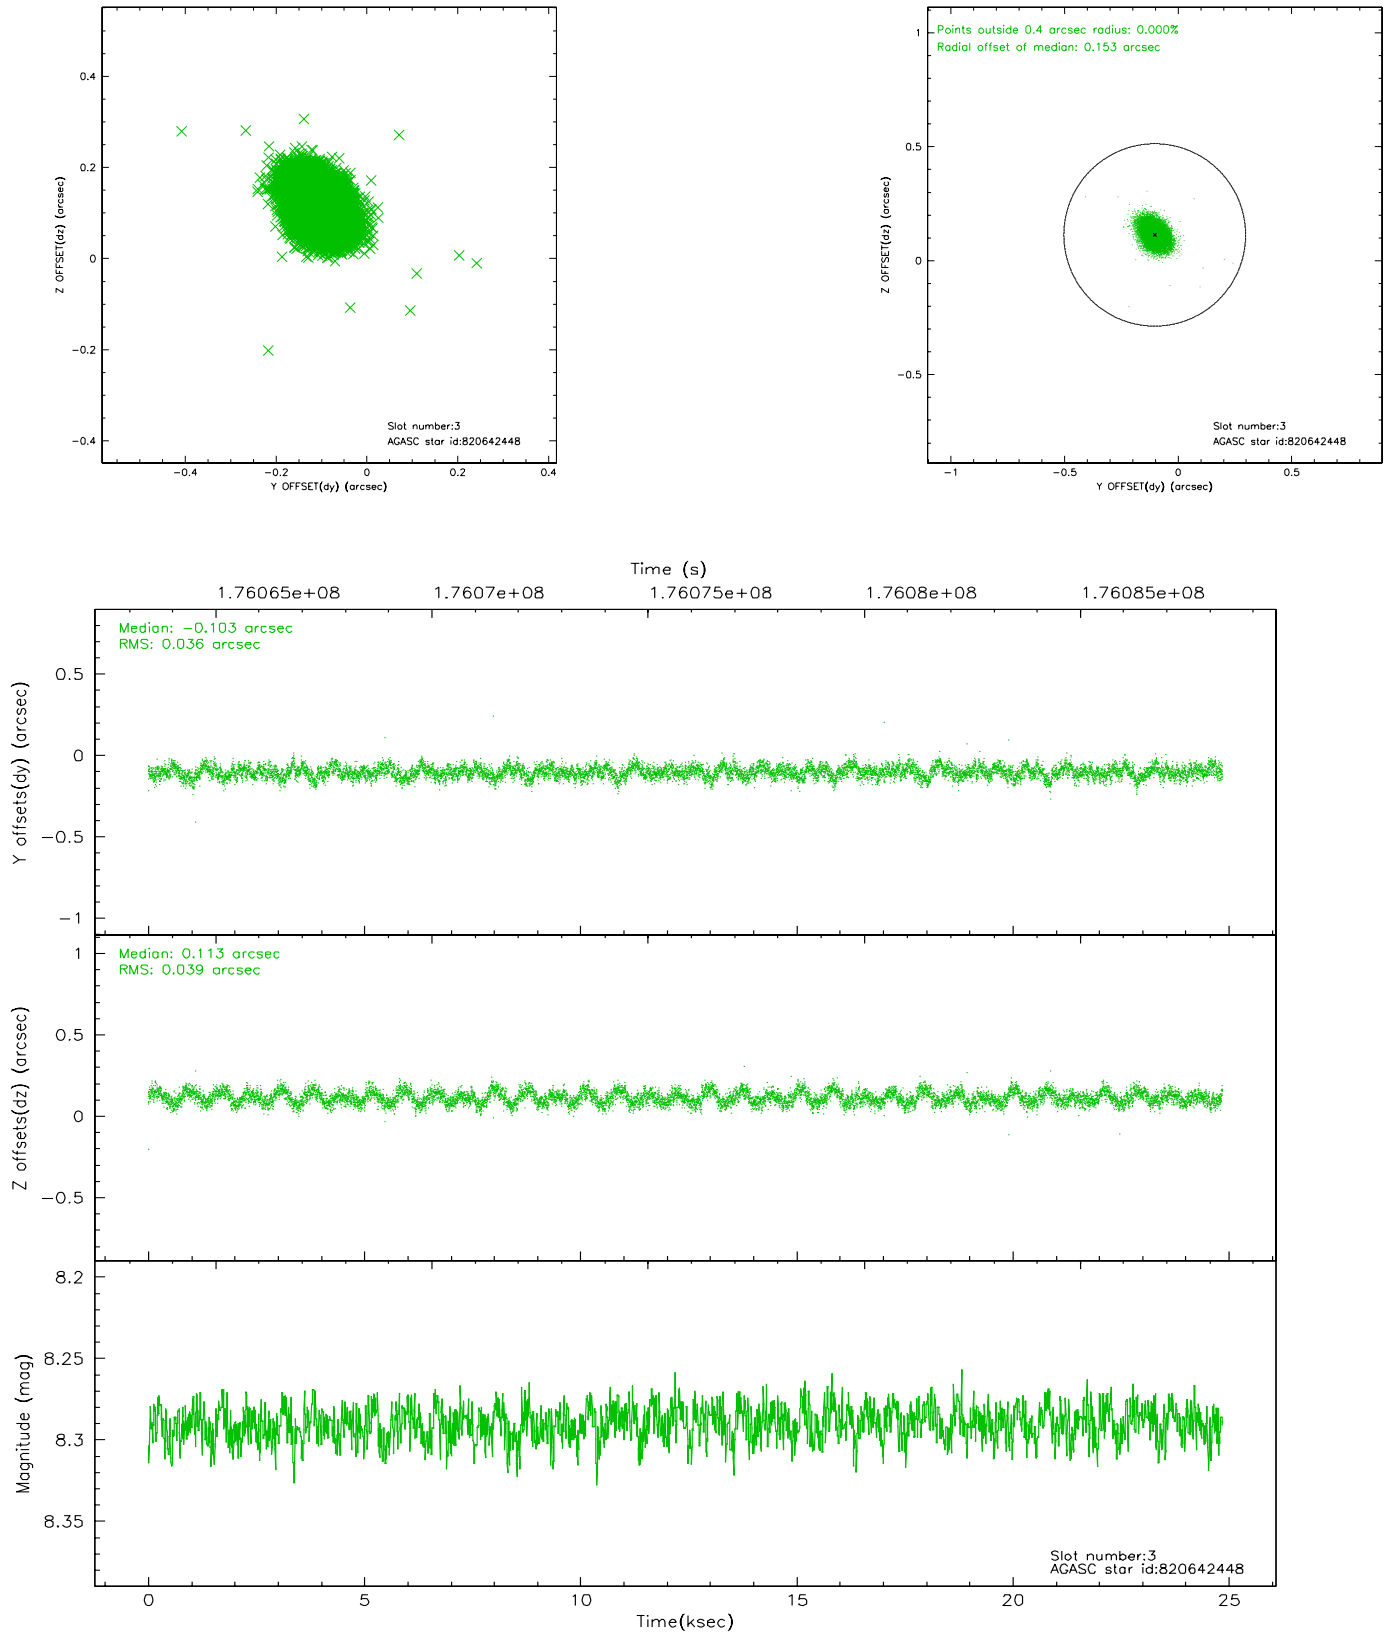 0.4
0.2
0
−0.2
−0.4
Z OFFSET(dz) (arcsec)
−0.4
−0.2
0
0.2
0.4
Y OFFSET(dy) (arcsec)
Slot number:3
AGASC star id:820642448
Points outside 0.4 arcsec radius: 0.000%
Radial offset of median: 0.153 arcsec
1
0.5
0
−0.5
Z OFFSET(dz) (arcsec)
−1
−0.5
0
0.5
Y OFFSET(dy) (arcsec)
Slot number:3
AGASC star id:820642448
Time (s)
1.76065e+08
1.7607e+08
1.76075e+08
1.7608e+08
1.76085e+08
Median: −0.103 arcsec
RMS: 0.036 arcsec
0.5
0
−0.5
−1
Y offsets(dy) (arcsec)
Median: 0.113 arcsec
RMS: 0.039 arcsec
1
0.5
0
−0.5
Z offsets(dz) (arcsec)
8.2
8.25
8.3
8.35
Magnitude (mag)
Slot number:3
AGASC star id:820642448
0
5
10
15
20
25
Time(ksec)